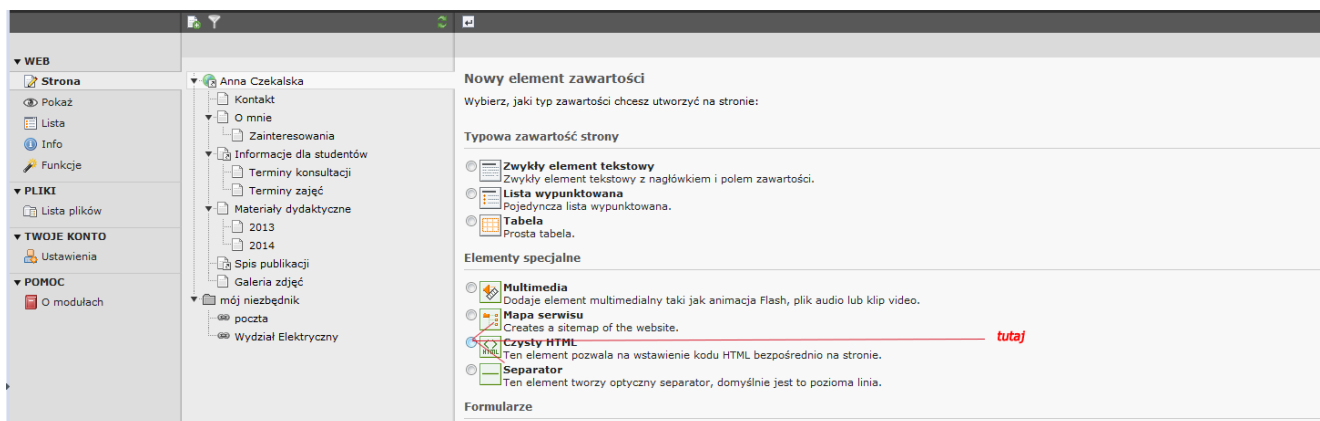 WEB
Strona
Pokaż
Lista
Info
Funkcje
PLIKI
Lista plików
TWOJE KONTO
Ustawienia
POMOC
O modułach
Anna Czekalska
Kontakt
O mnie
Zainteresowania
Informacje dla studentów
Terminy konsultacji
Terminy zajęć
Materiały dydaktyczne
2013
2014
Spis publikacji
Galeria zdjęć
mój niezbędnik
poczta
Wydział Elektryczny
Nowy element zawartości
Wybierz, jaki typ zawartości chcesz utworzyć na stronie:
Typowa zawartość strony
Zwykły element tekstowy
Zwykły element tekstowy z nagłówkiem i polem zawartości.
Lista wypunktowana
Pojedyncza lista wypunktowana.
Tabela
Prosta tabela.
Elementy specjalne
Multimedia
Dodaje element multimedialny taki jak animacja Flash, plik audio lub klip video.
Mapa serwisu
Creates a sitemap of the website.
HTML
Czysty HTML
tutaj
Ten element pozwala na wstawienie kodu HTML bezpośrednio na stronie.
Separator
Ten element tworzy optyczny separator, domyślnie jest to pozioma linia.
Formularze